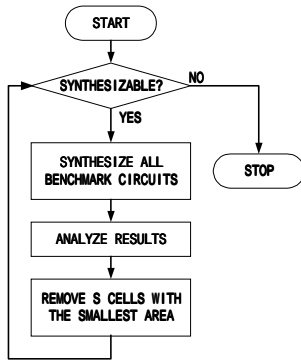 START
SYNTHESIZABLE?
NO
YES
STOP
SYNTHESIZE ALL
BENCHMARK CIRCUITS
ANALYZE RESULTS
REMOVE S CELLS WITH
THE SMALLEST AREA